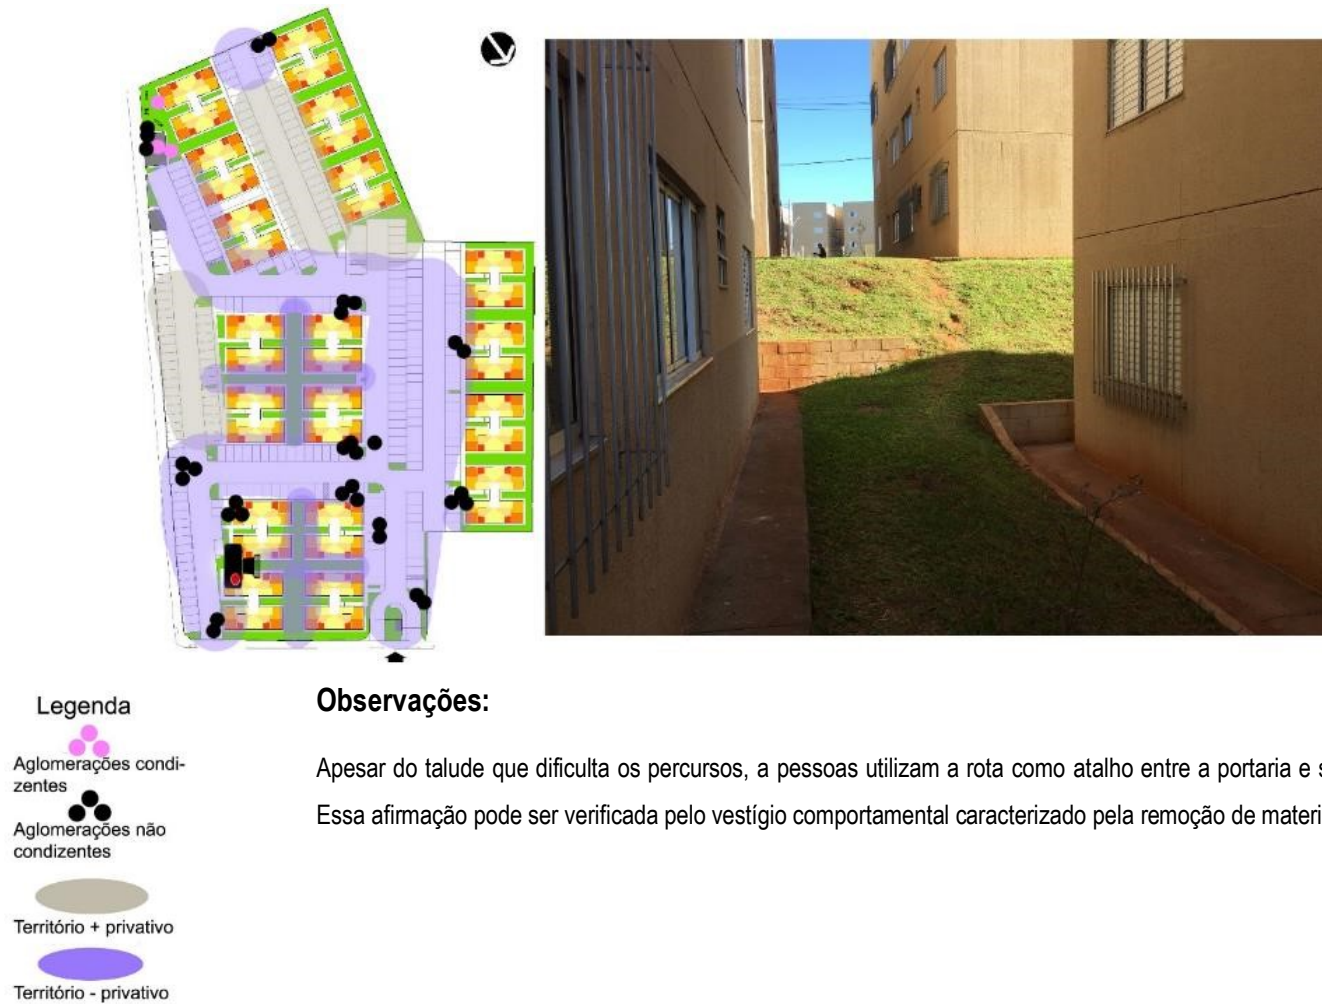 Legenda
Aglomerações condi-
zentes
Aglomerações não
condizentes
Território + privativo
Território - privativo
Observações:
Apesar do talude que dificulta os percursos, a pessoas utilizam a rota como atalho entre a portaria e s
Essa afirmação pode ser verificada pelo vestígio comportamental caracterizado pela remoção de materi